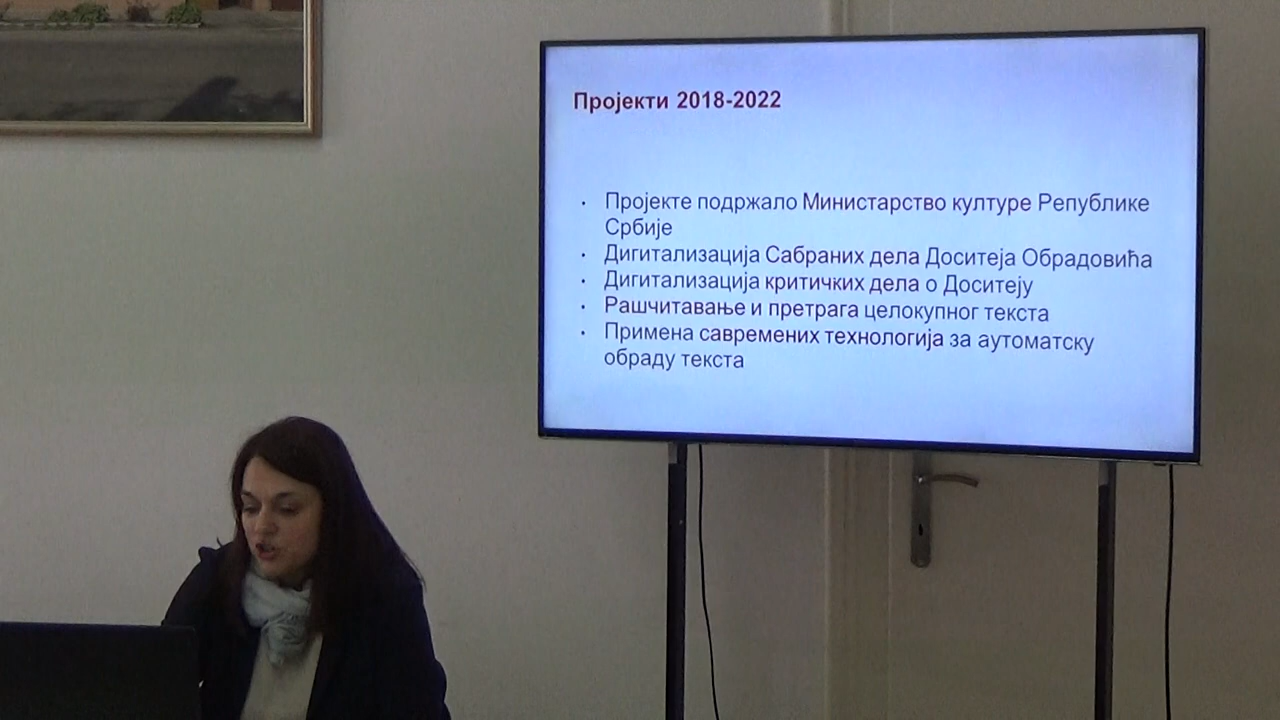 Пројекти 2018-2022
· Пројекте подржало Министарство културе Републике
Србије
· Дигитализација Сабраних дела Доситеја Обрадовића
· Дигитализација критичких дела о Доситеју
· Рашчитавање и претрага целокупног текста
· Примена савремених технологија за аутоматску
обраду текста